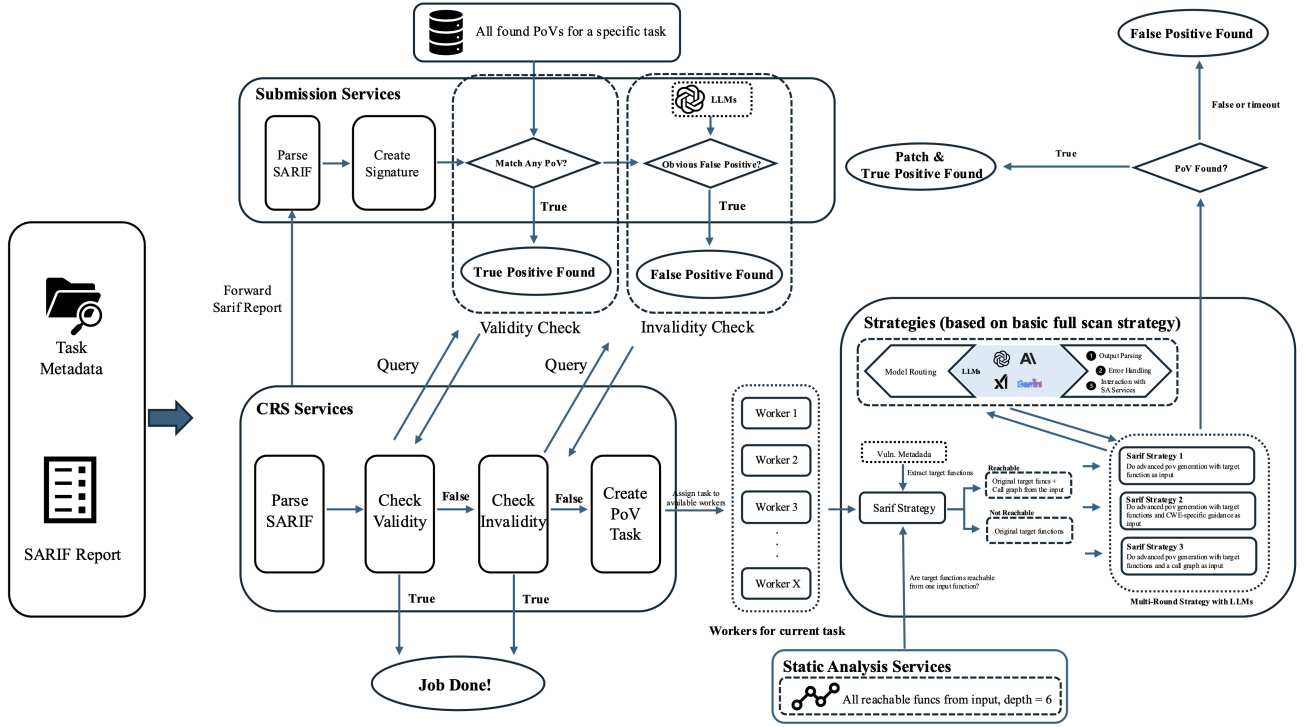 All found PoVs for a specific task
False Positive Found
Submission Services
LLMs
False or timeout
Parse
SARIF
Create
Signature
Match Any PoV?
Obvious False Positive?
Patch &
True Positive Found
True
PoV Found?
True
True
True Positive Found
False Positive Found
Forward
Sarif Report
Validity Check
Invalidity Check
Task
Metadata
SARIF Report
Query
Query
CRS Services
Parse
SARIF
Check
Validity
False
Check
Invalidity
False
Create
PoV
Task
True
True
Job Done!
Assign task to
available workers
Worker 1
Worker 2
Worker 3
.
.
.
Worker X
Workers for current task
Strategies (based on basic full scan strategy)
Model Routing
LLMs
AI
xI
Gemini
1 Output Parsing
2 Error Handling
3 Interaction with
SA Services
Vuln. Metadada
Extract target functions
Sarif Strategy
Reachable
Original target funcs +
Call graph from the input
Not Reachable
Original target functions
Are target functions reachable
from one input function?
Sarif Strategy 1
Do advanced pov generation with target
function as input
Sarif Strategy 2
Do advanced pov generation with target
functions and CWE-specific guidance as
input
Sarif Strategy 3
Do advanced pov generation with target
functions and a call graph as input
Multi-Round Strategy with LLMs
Static Analysis Services
All reachable funcs from input, depth = 6